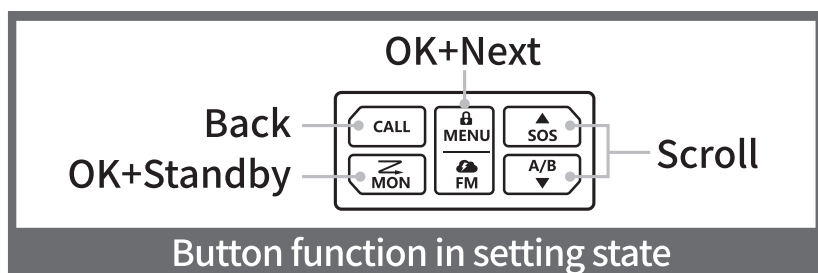 OK+Next
Back
CALL
MENU
SOS
OK+Standby
MON
FM
A/B
Scroll
Button function in setting state